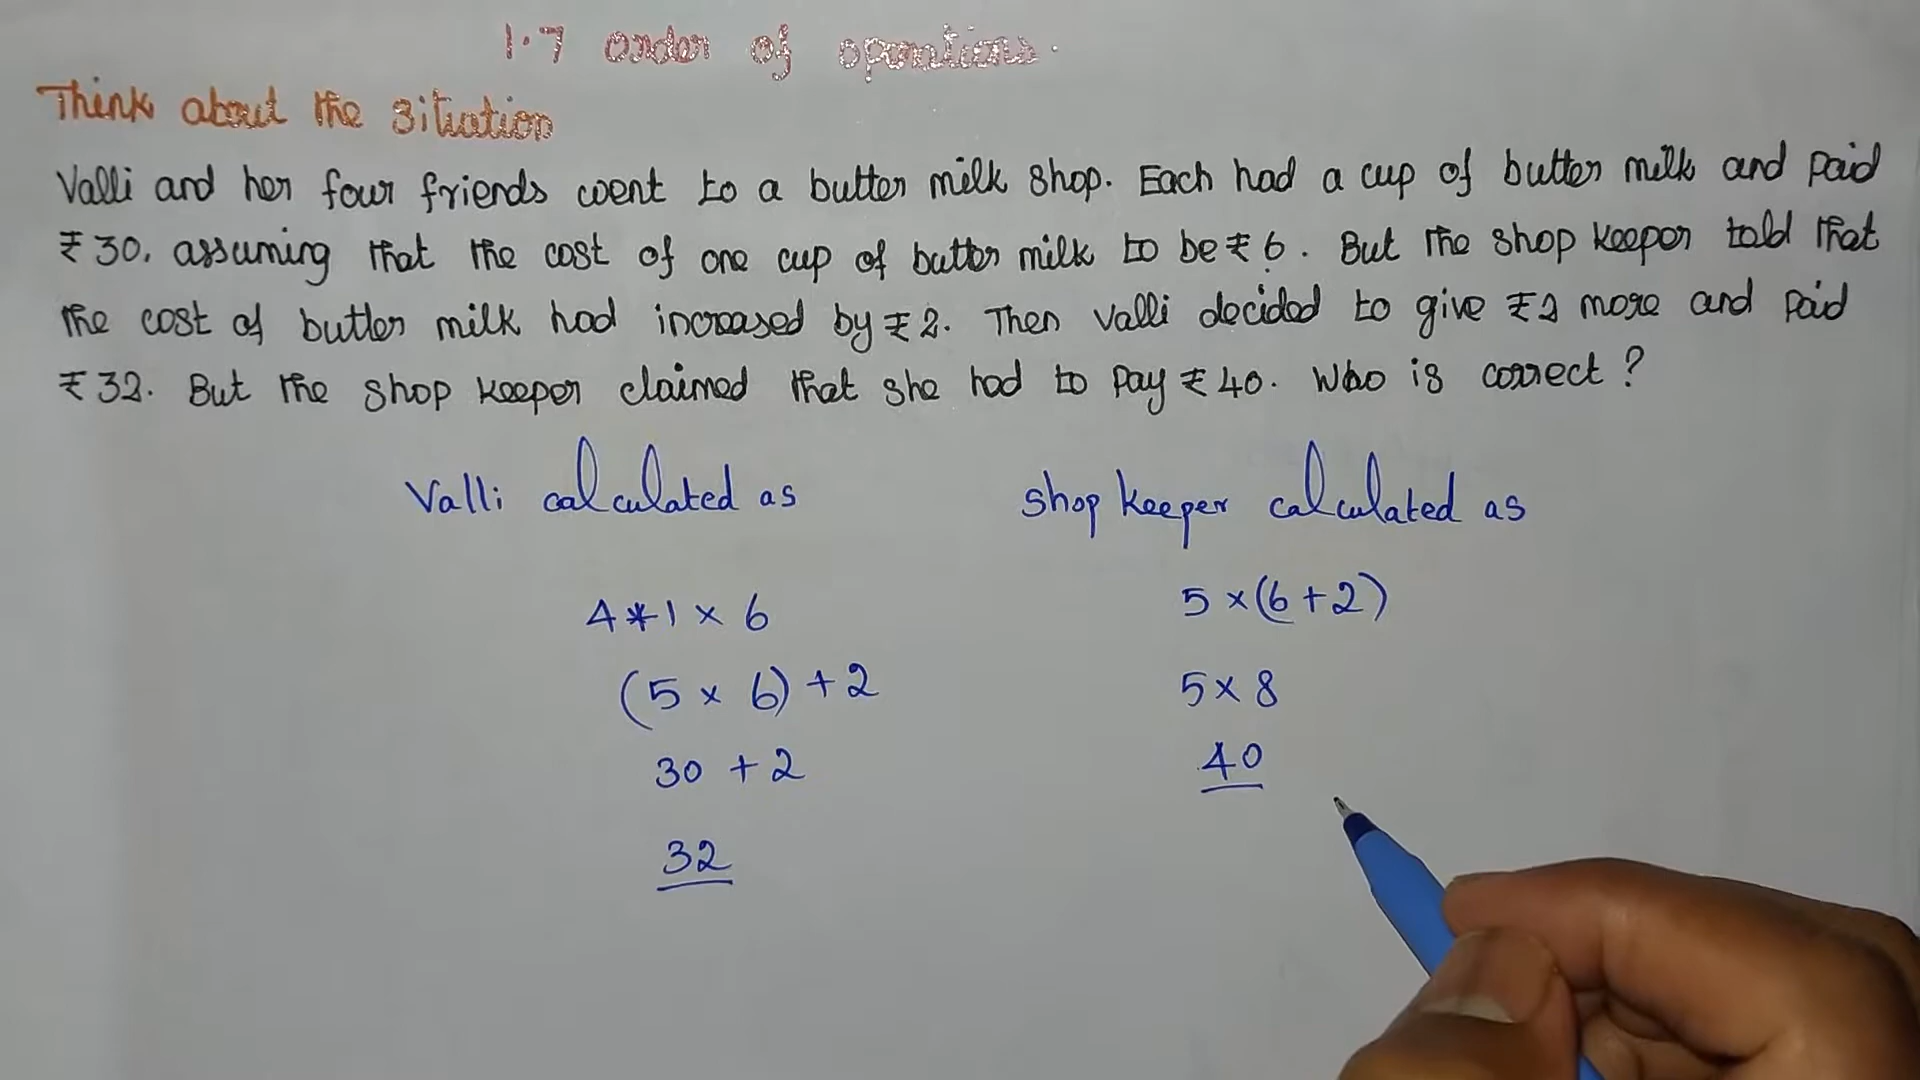 1.7 order of operations.
Think about the situation
Valli and her four friends went to a butter milk shop. Each had a cup of butter milk and paid
₹30, assuming that the cost of one cup of butter milk to be ₹6. But the shop keeper told that
the cost of butter milk had increased by ₹2. Then Valli decided to give ₹2 more and paid
₹32. But the shop keeper claimed that she had to pay ₹40. Who is correct?
Valli calculated as
4+1 × 6
(5 × 6) + 2
30 + 2
32
shop keeper calculated as
5 × (6 + 2)
5 × 8
40